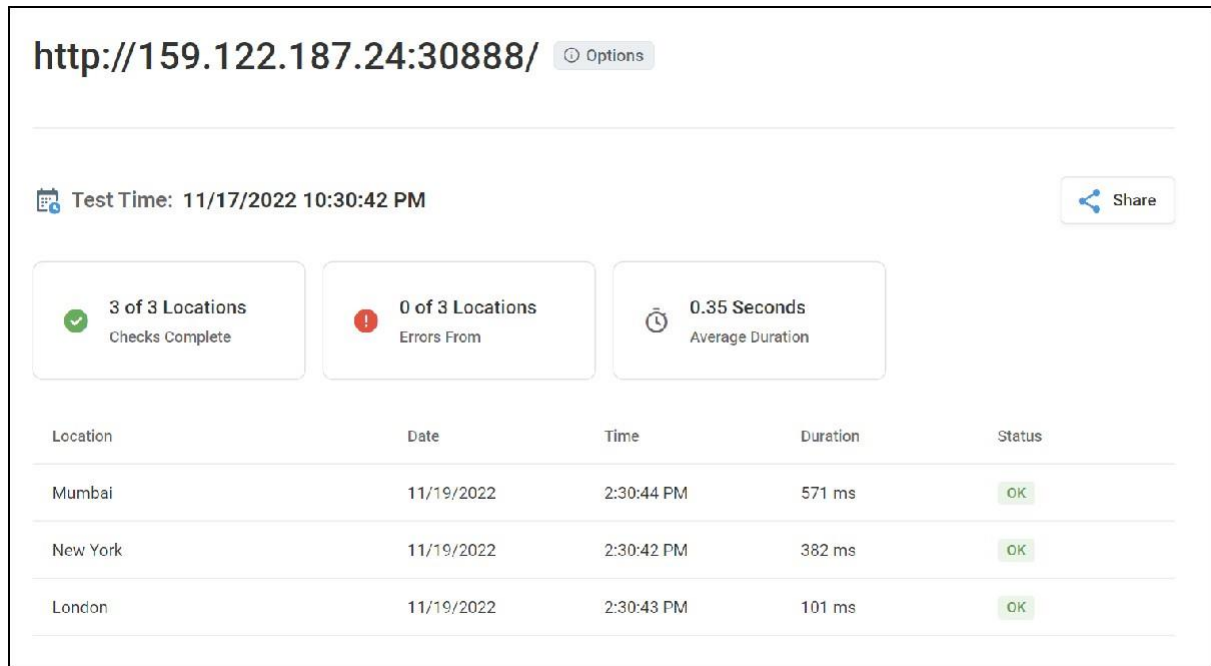 http://159.122.187.24:30888/ Options
Test Time: 11/17/2022 10:30:42 PM
Share
3 of 3 Locations
Checks Complete
0 of 3 Locations
Errors From
0.35 Seconds
Average Duration
Location Date Time Duration Status
Mumbai 11/19/2022 2:30:44 PM 571 ms OK
New York 11/19/2022 2:30:42 PM 382 ms OK
London 11/19/2022 2:30:43 PM 101 ms OK